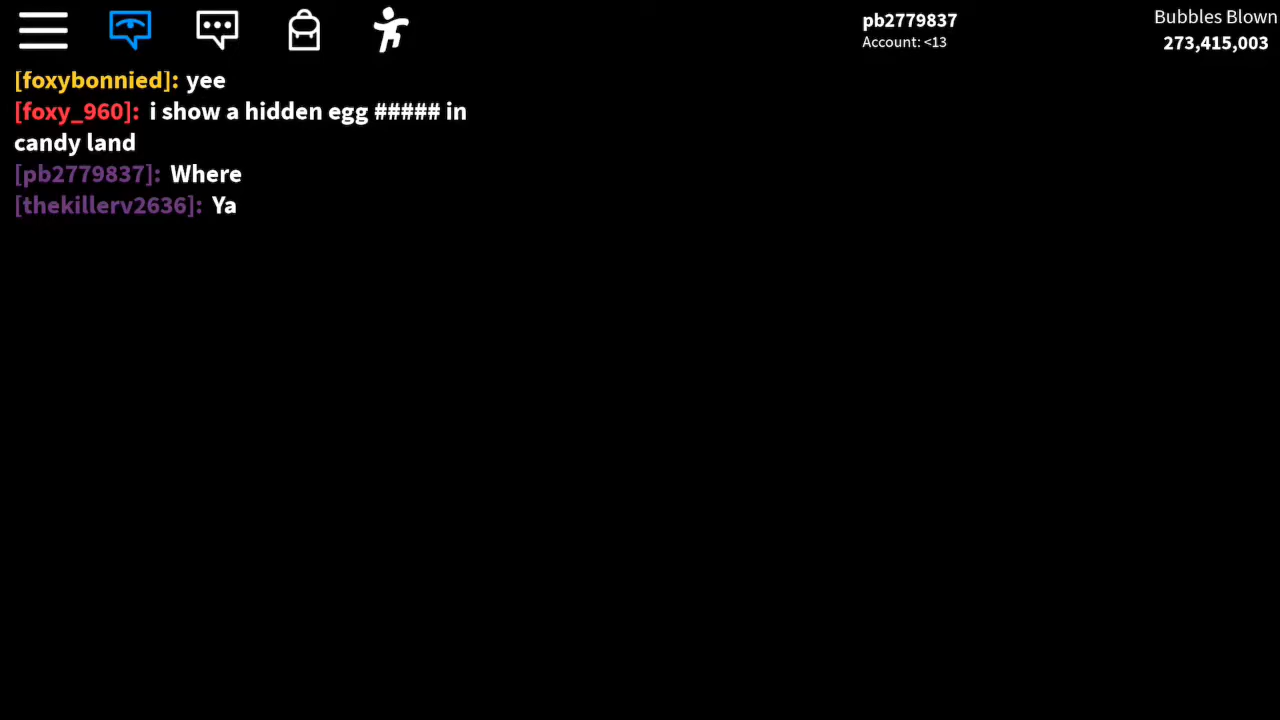 pb2779837
Account: <13
Bubbles Blown
273,415,003
[foxybonnied]: yee
[foxy_960]: i show a hidden egg ##### in
candy land
[pb2779837]: Where
[thekillerv2636]: Ya